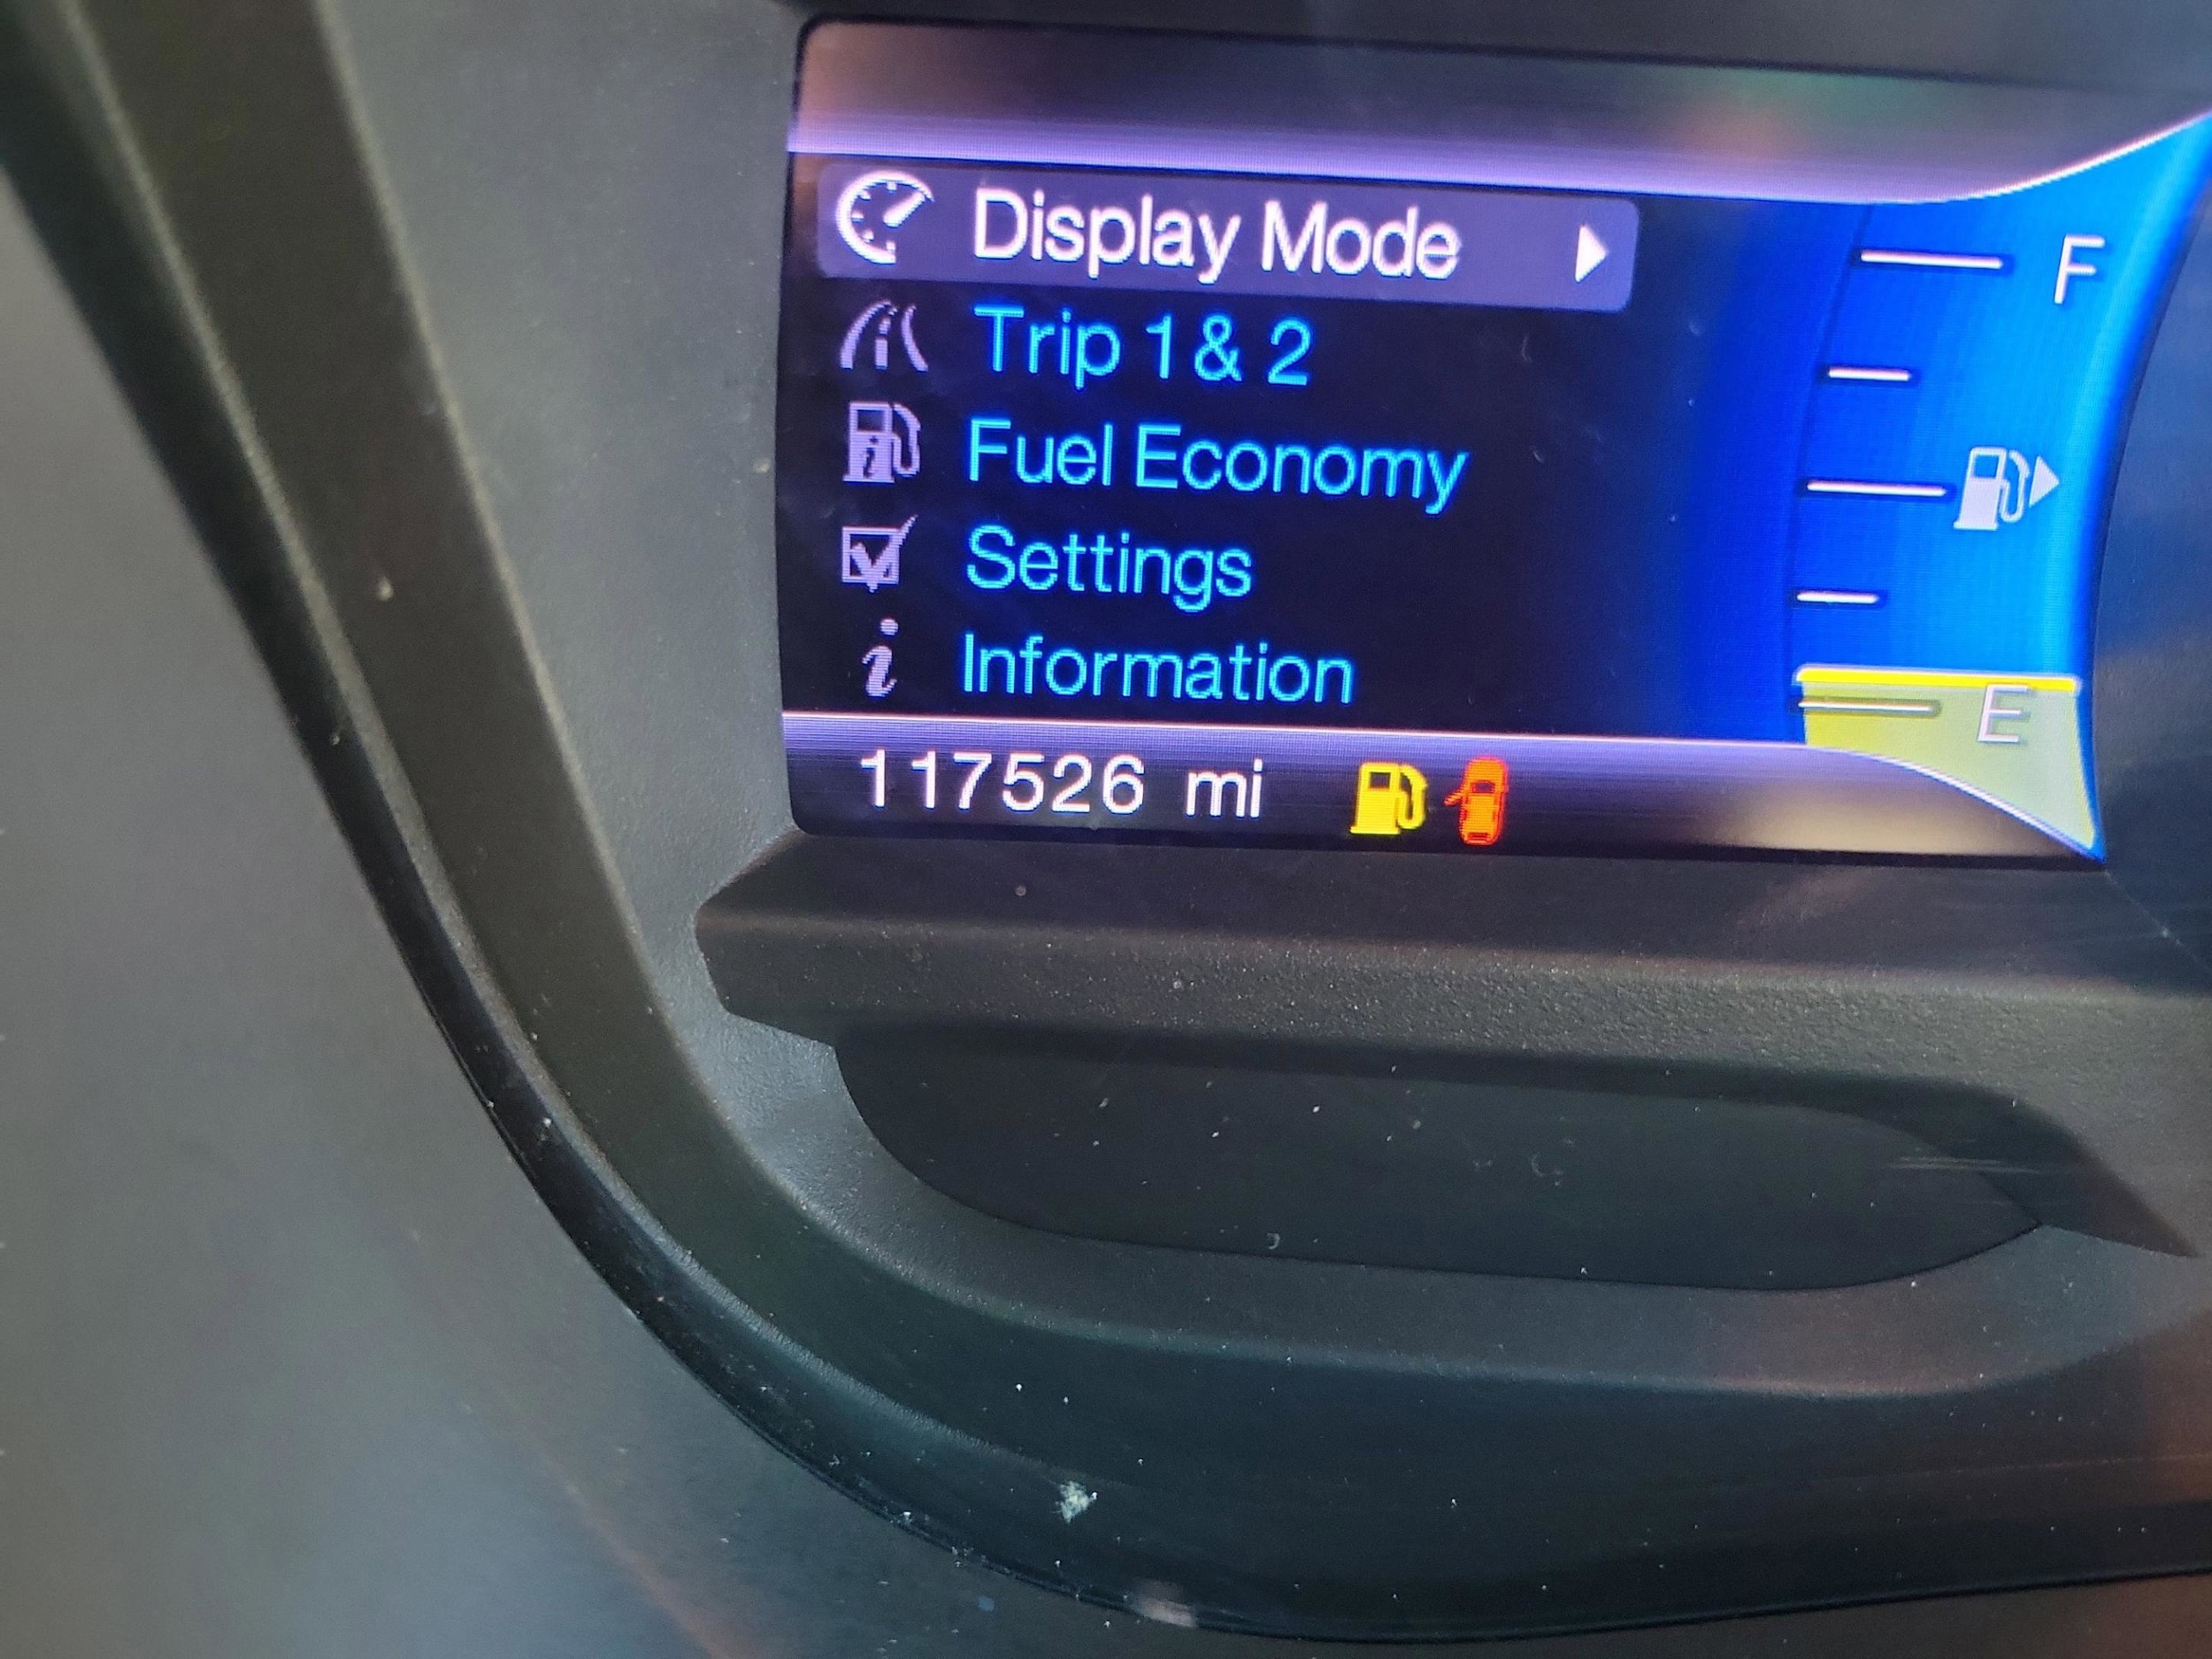 Display Mode
F
Trip 1 & 2
Fuel Economy
Settings
Information
E
117526 mi